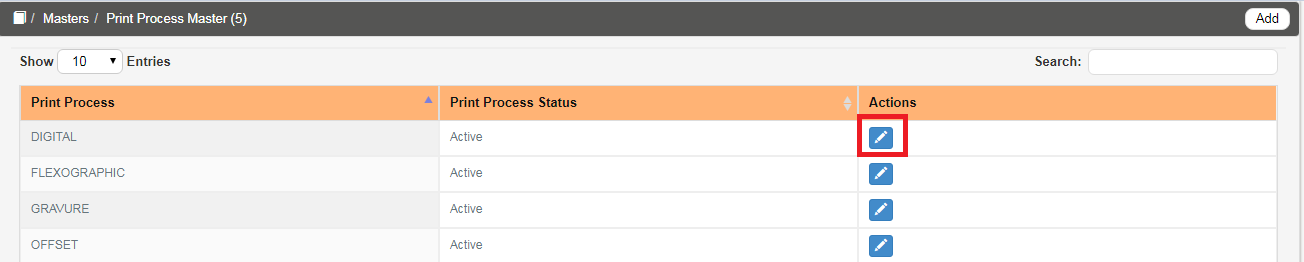 / Masters / Print Process Master (5) Add
Show 10 Entries Search:
Print Process Print Process Status Actions
DIGITAL Active
FLEXOGRAPHIC Active
GRAVURE Active
OFFSET Active